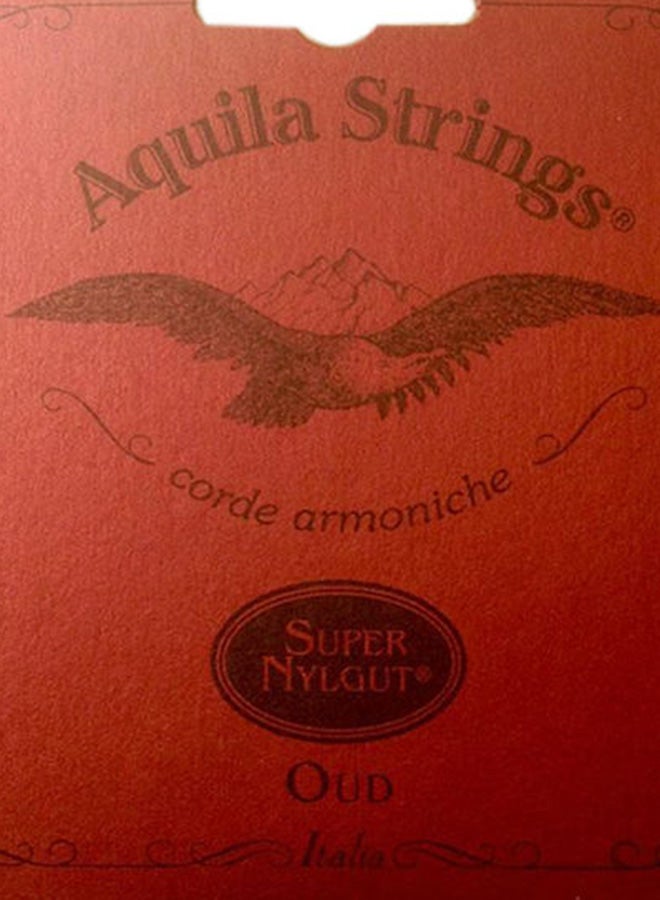 Aquila Strings®
corde armoniche
SUPER
NYLGUT®
OUD
Italia